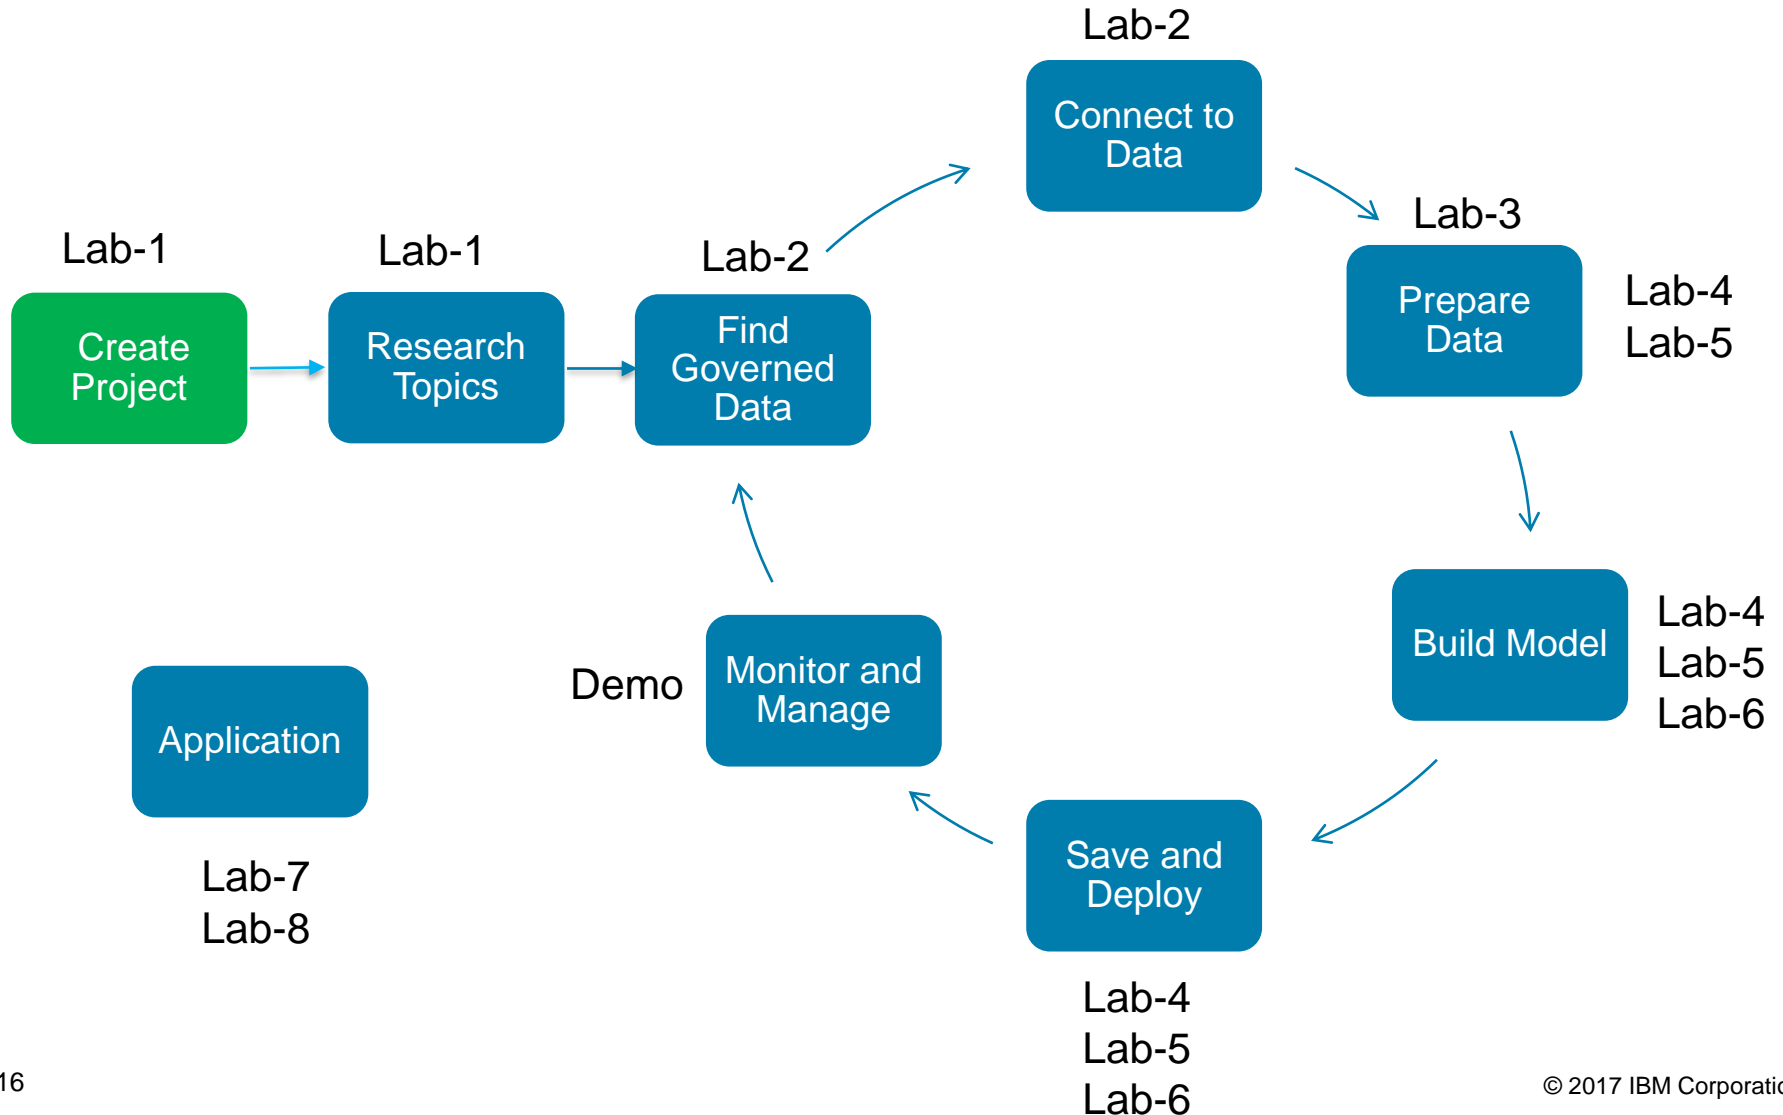 Lab-2
Connect to
Data
Lab-1
Create
Project
Lab-1
Research
Topics
Lab-2
Find
Governed
Data
Lab-3
Prepare
Data
Lab-4
Lab-5
Build Model
Lab-4
Lab-5
Lab-6
Demo
Monitor and
Manage
Application
Lab-7
Lab-8
Save and
Deploy
Lab-4
Lab-5
Lab-6
16
© 2017 IBM Corporatio